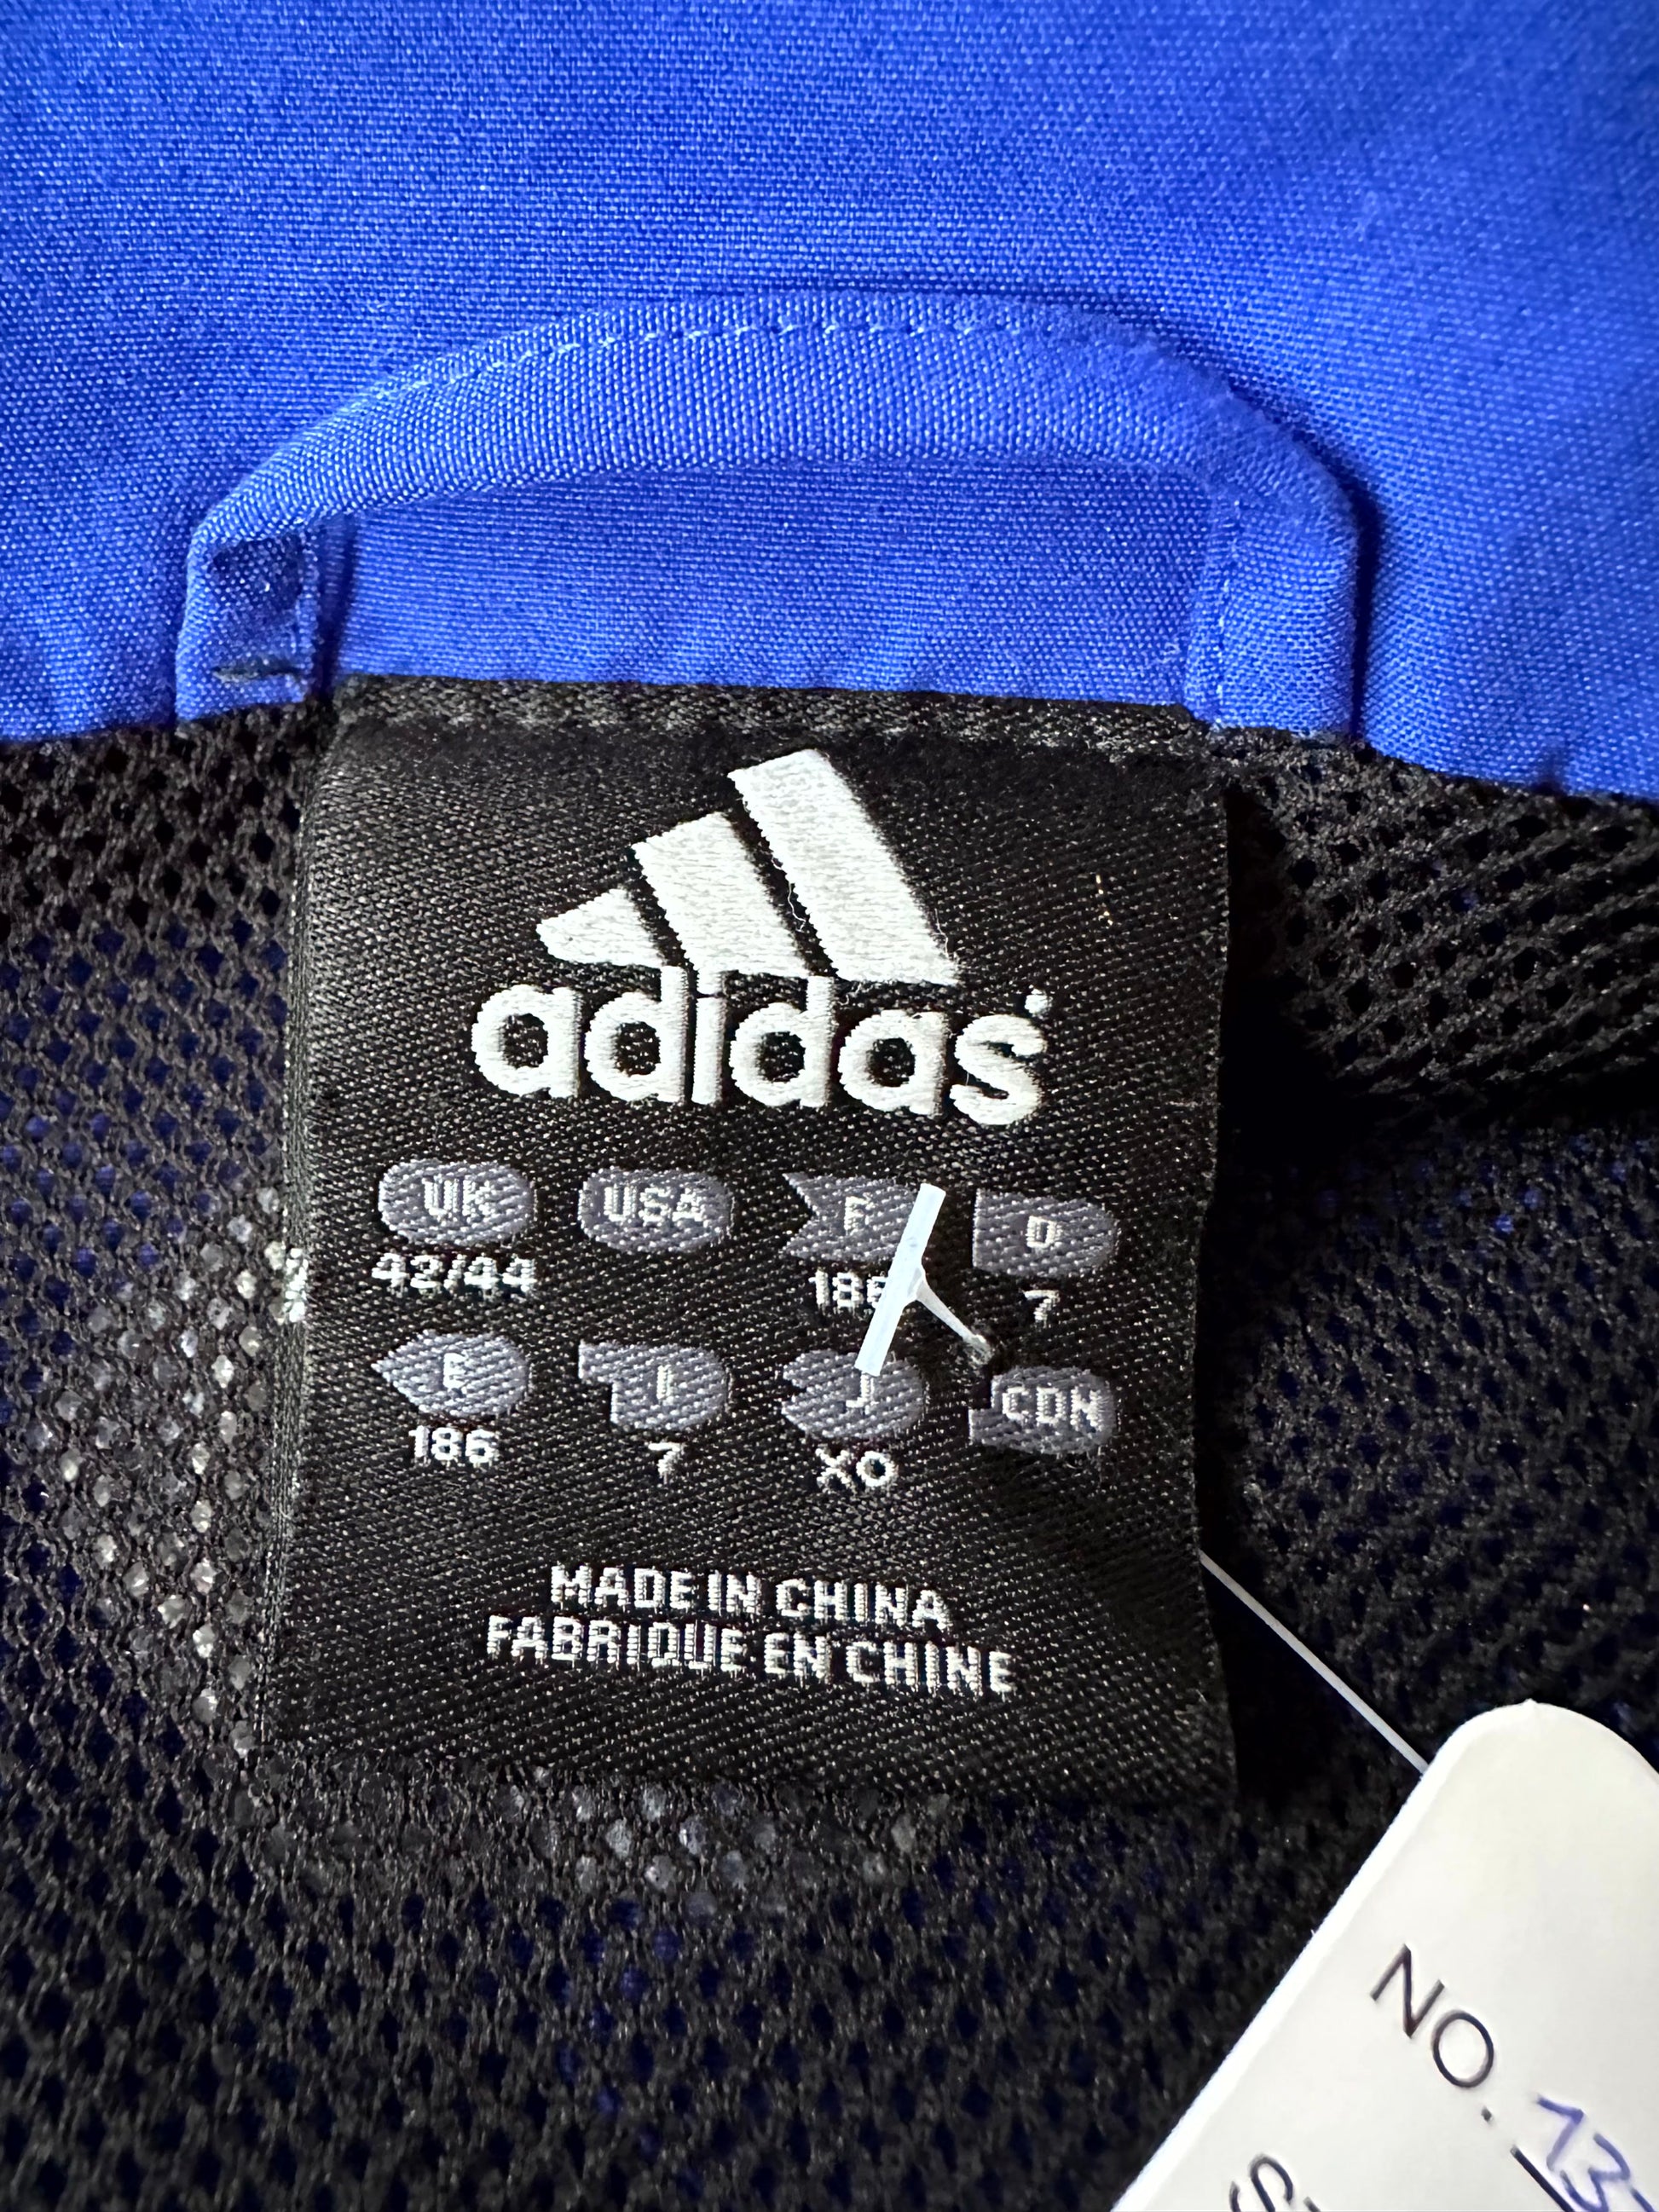 adidas
UK USA F D
42/44 186 7
E I J CDN
186 7 XO
MADE IN CHINA
FABRIQUE EN CHINE
NO.